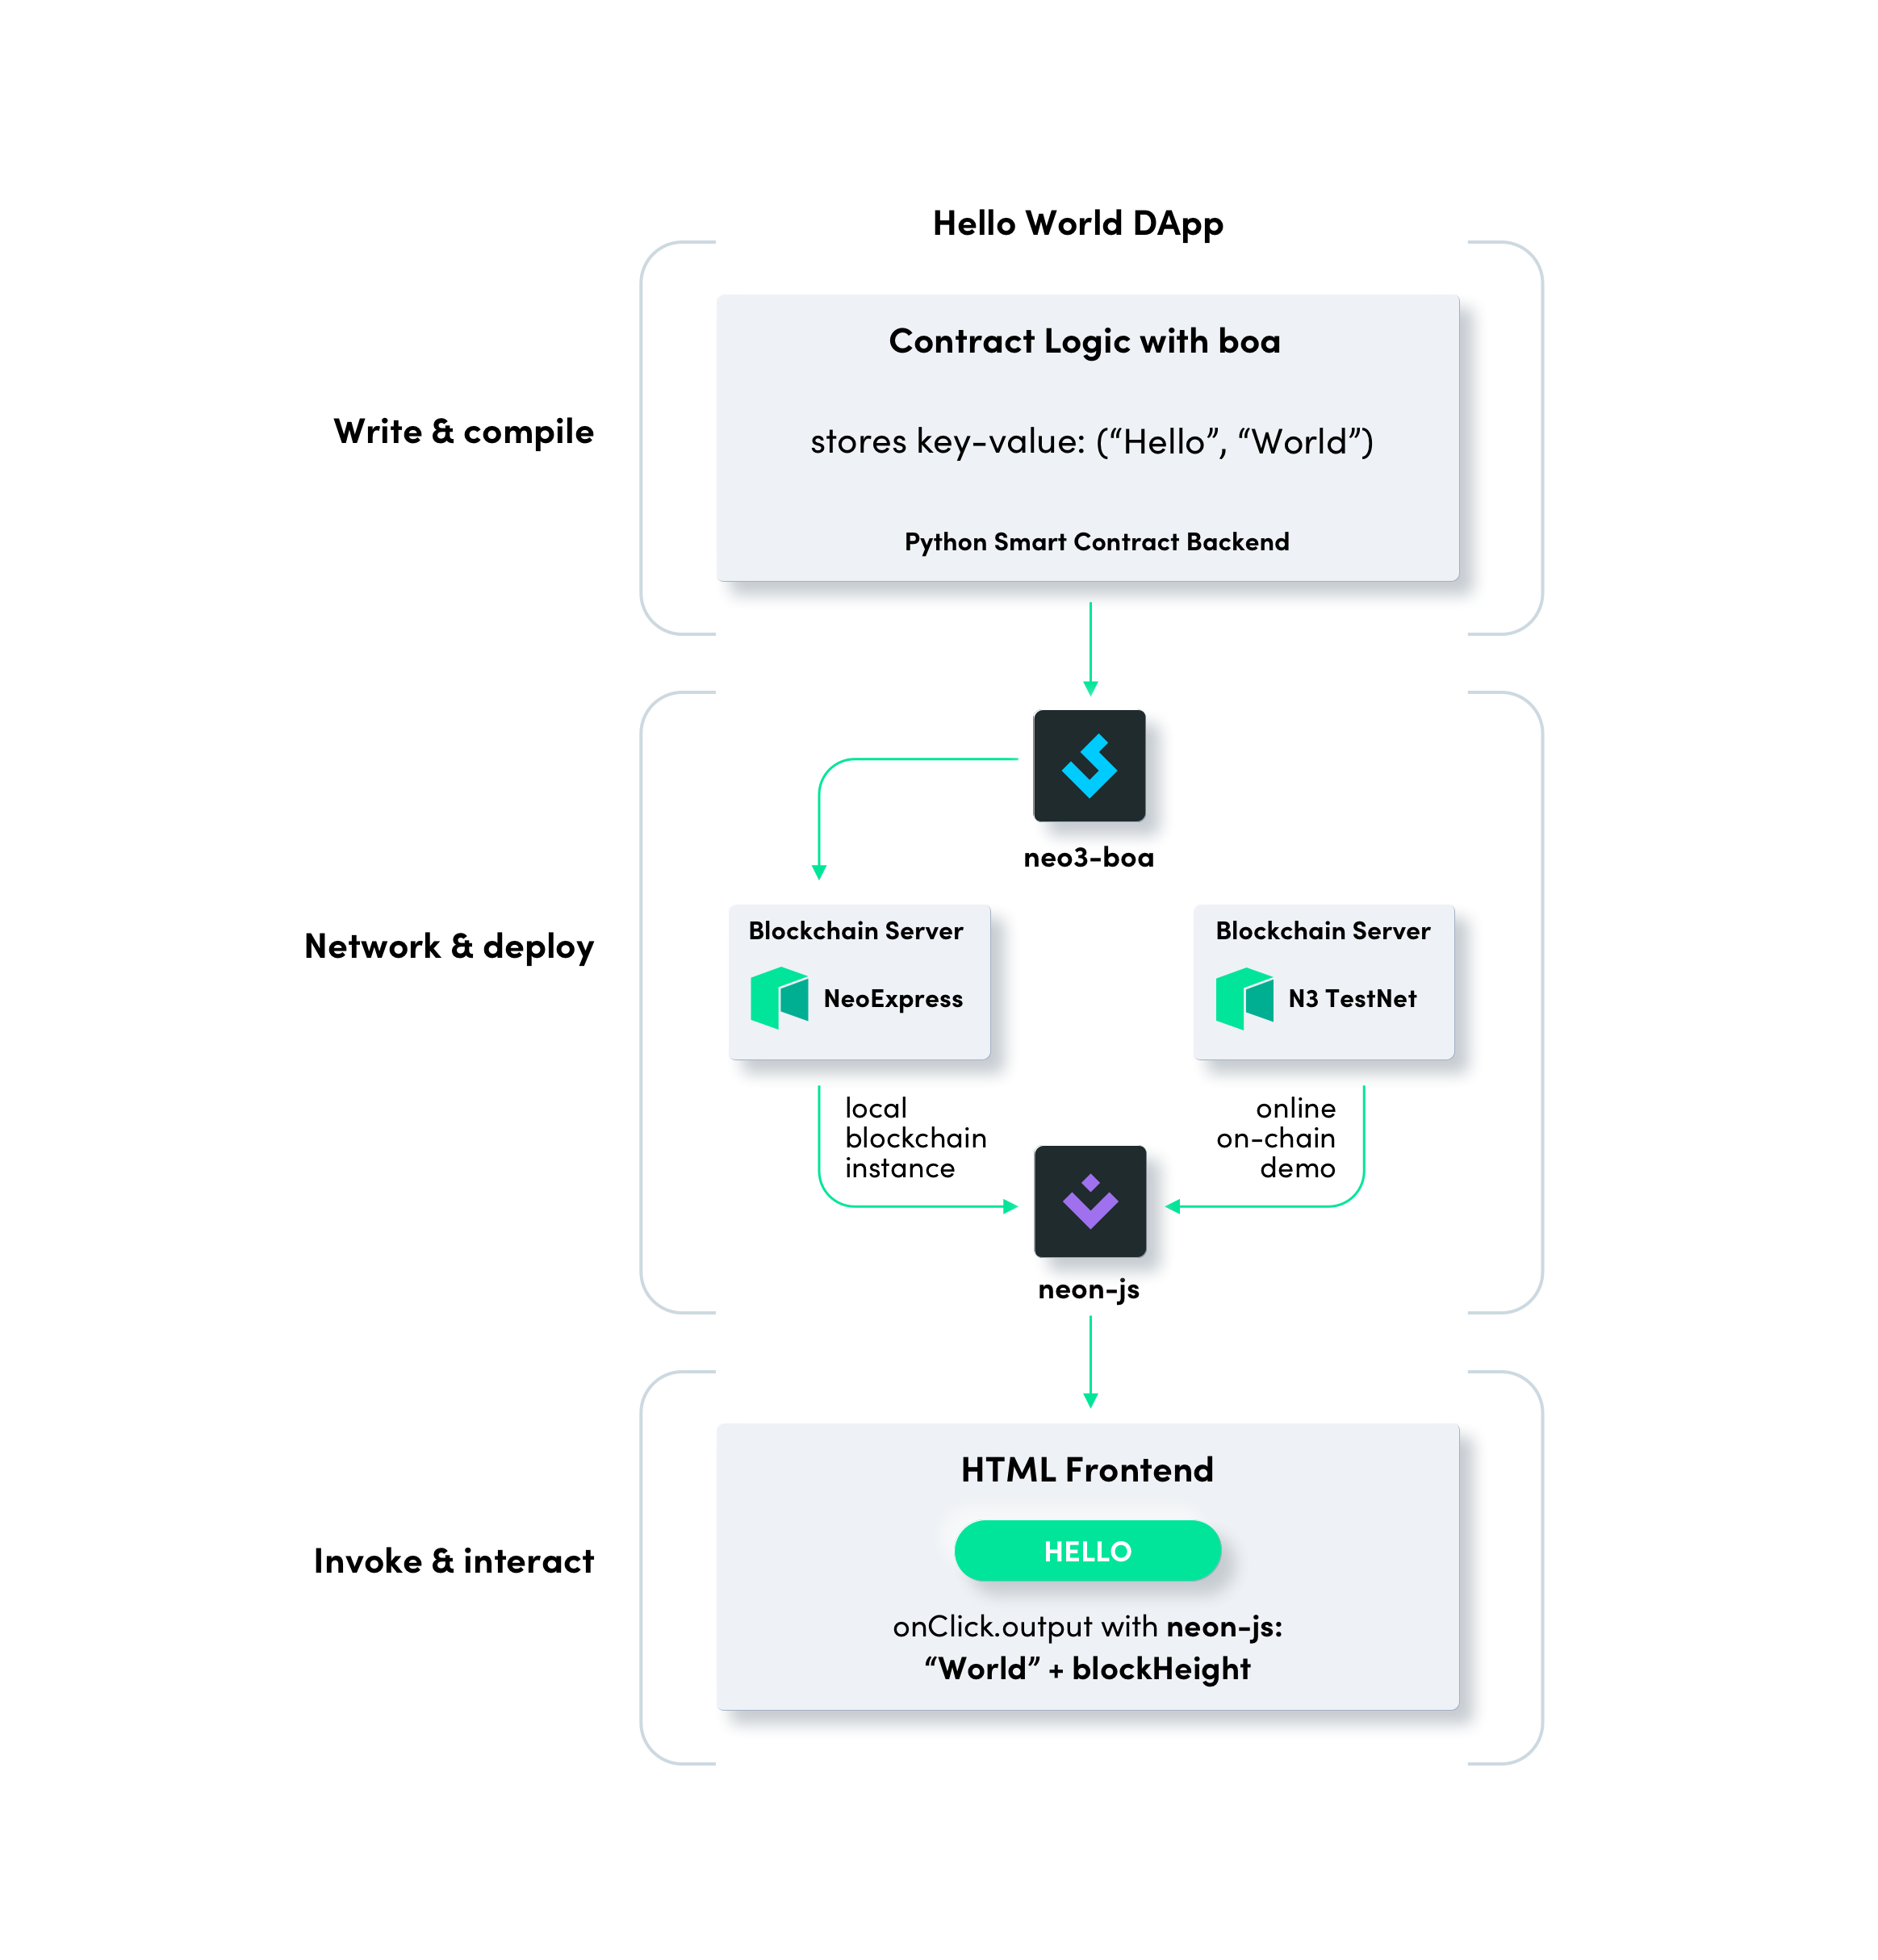 Hello World DApp
Write & compile
Contract Logic with boa
stores key-value: (“Hello”, “World”)
Python Smart Contract Backend
Network & deploy
neo3-boa
Blockchain Server
NeoExpress
Blockchain Server
N3 TestNet
local
blockchain
instance
online
on-chain
demo
neon-js
Invoke & interact
HTML Frontend
HELLO
onClick.output with neon-js:
“World” + blockHeight